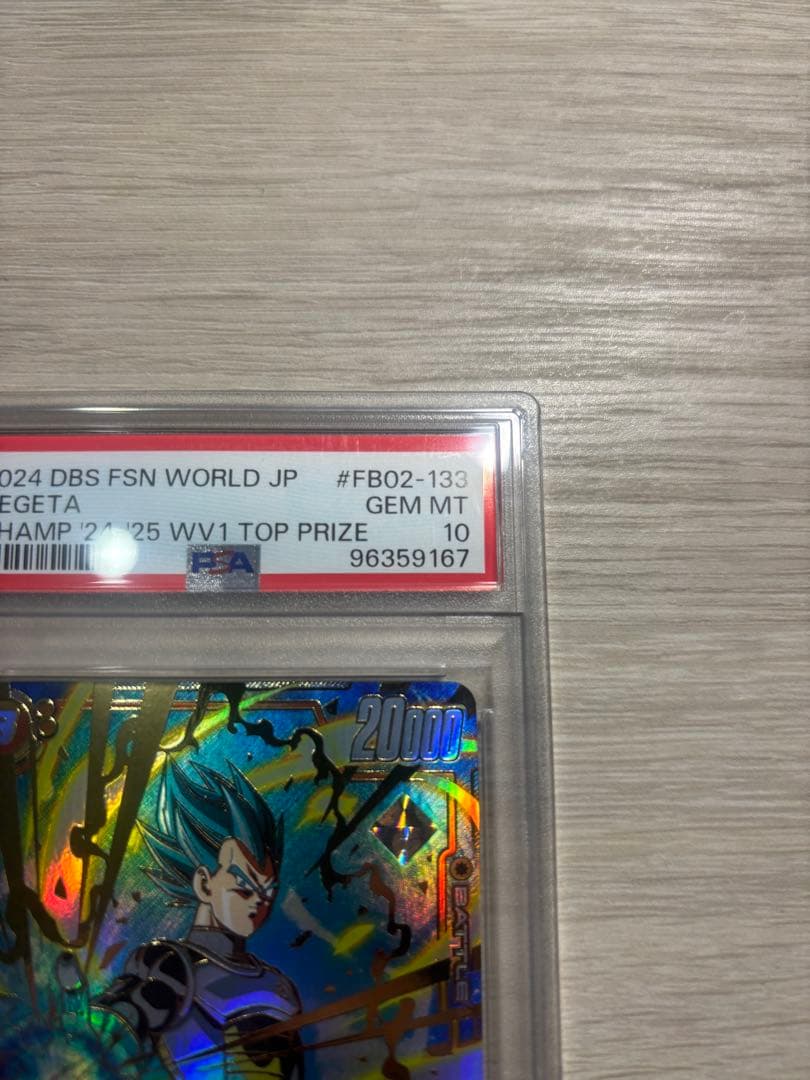 024 DBS FSN WORLD JP #FB02-133
EGETA GEM MT
HAMP '24-'25 WV1 TOP PRIZE 10
PSA 96359167
20000
BATTLE